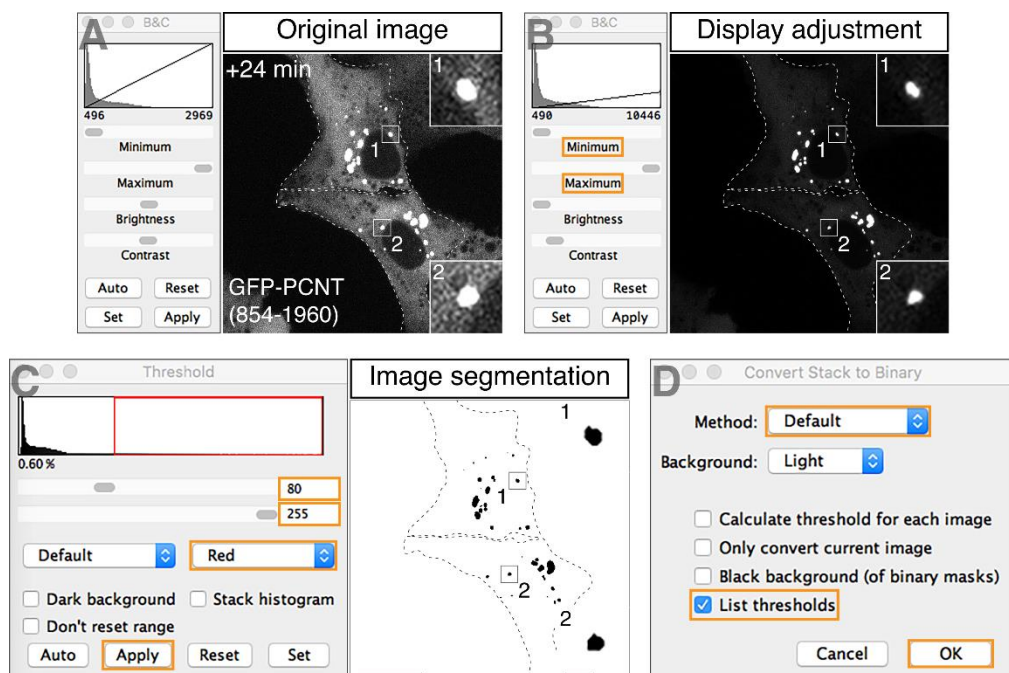 A
B&C
496
2969
Minimum
Maximum
Brightness
Contrast
Auto
Reset
Set
Apply
Original image
+24 min
1
1
2
2
GFP-PCNT
(854-1960)
B
B&C
490
10446
Minimum
Maximum
Brightness
Contrast
Auto
Reset
Set
Apply
Display adjustment
1
1
2
2
C
Threshold
0.60 %
80
255
Default
Red
Dark background
Stack histogram
Don't reset range
Auto
Apply
Reset
Set
Image segmentation
1
1
2
2
D
Convert Stack to Binary
Method:
Default
Background:
Light
Calculate threshold for each image
Only convert current image
Black background (of binary masks)
List thresholds
Cancel
OK